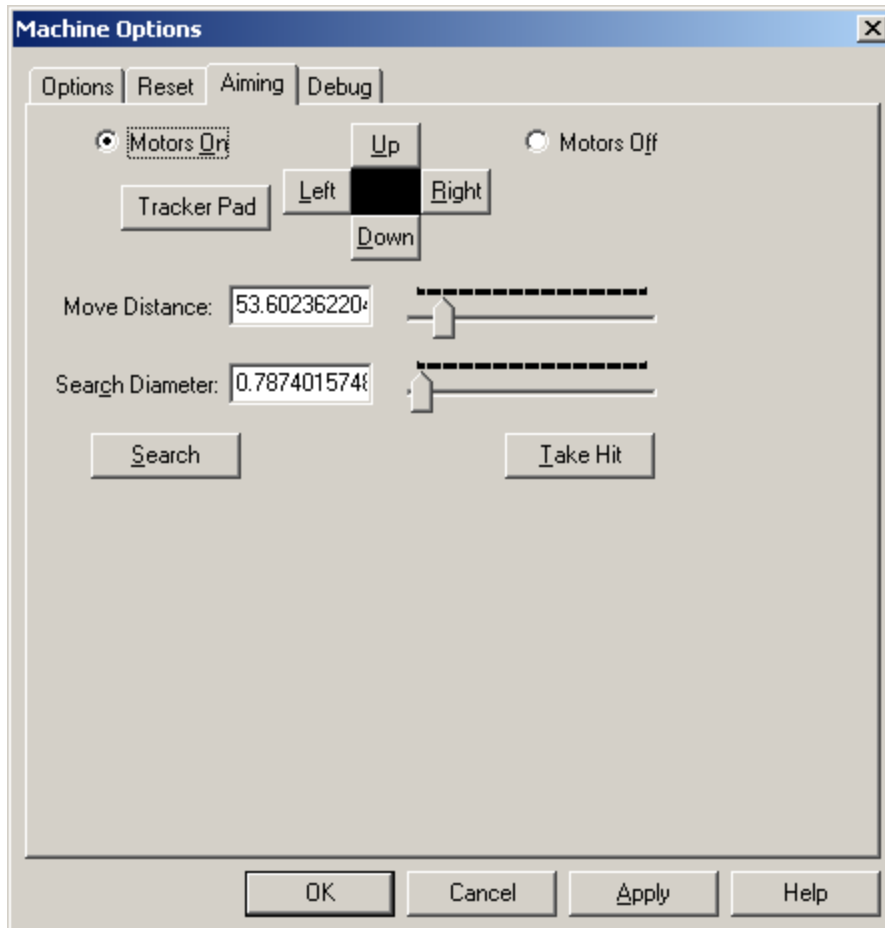 Machine Options
Options Reset Aiming Debug
Motors On Up Motors Off
Tracker Pad Left Right
Down
Move Distance: 53.602362204
Search Diameter: 0.7874015748
Search Take Hit
OK Cancel Apply Help